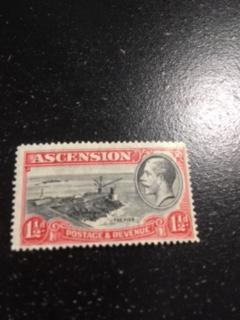 ASCENSION
THE PIER
1½d 1½d
POSTAGE & REVENUE